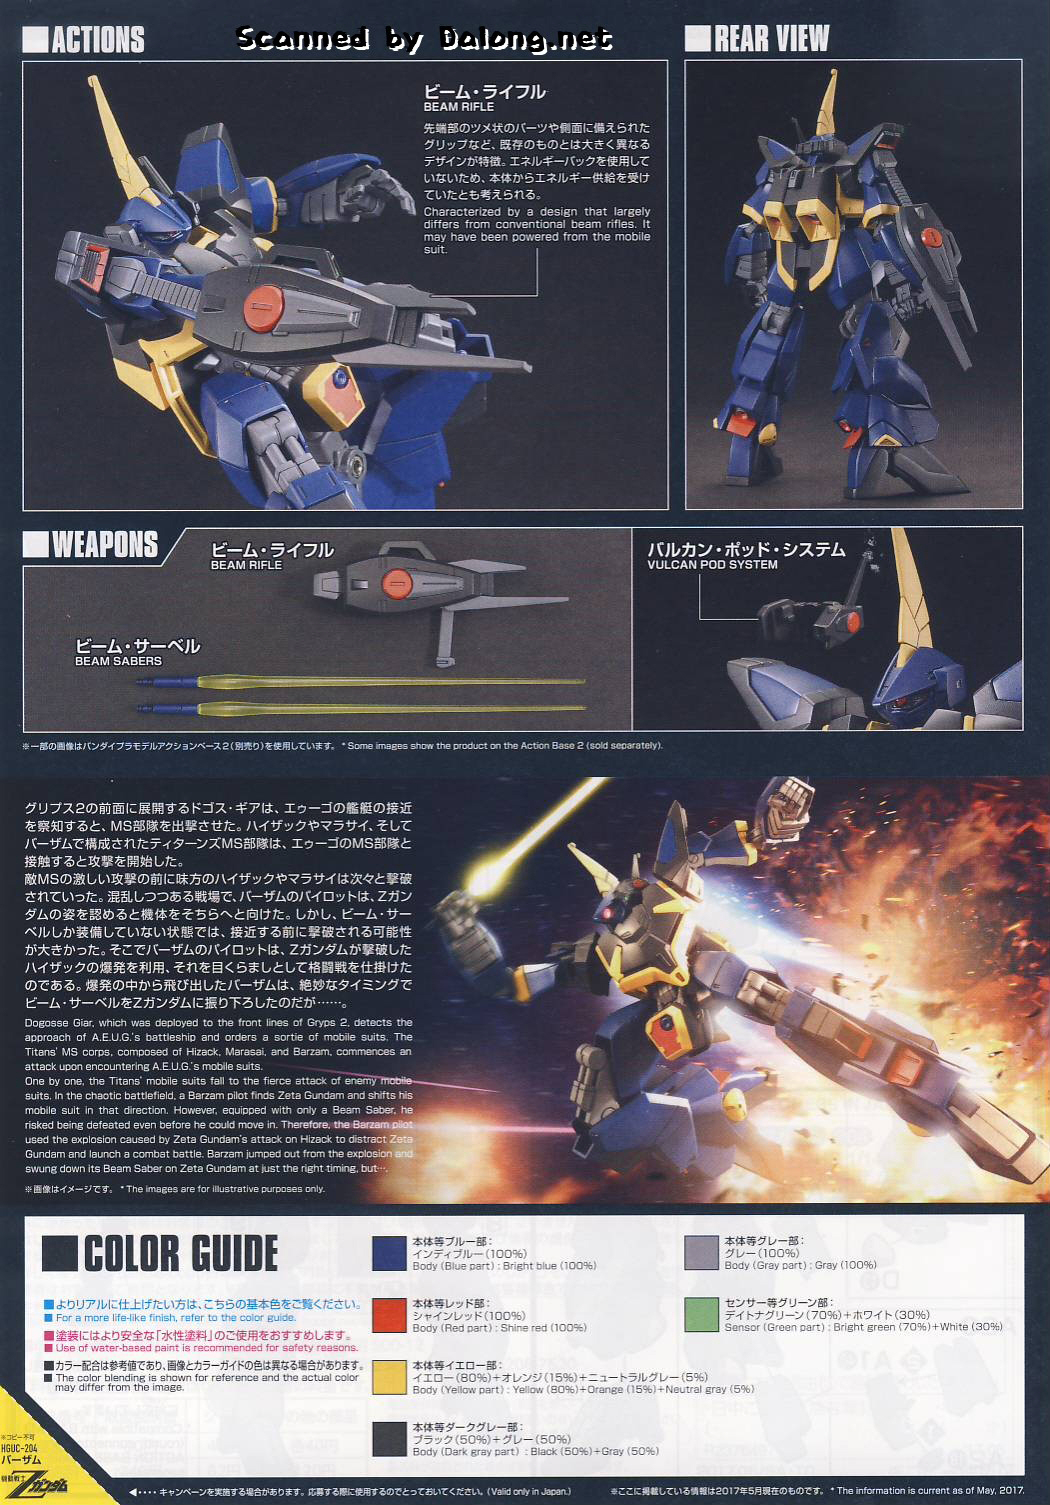 ACTIONS
Scanned by Dalong.net
REAR VIEW
ビーム・ライフル
BEAM RIFLE
先端部のツメ状のパーツや側面に備えられた
グリップなど、既存のものとは大きく異なる
デザインが特徴。エネルギーパックを使用して
いないため、本体からエネルギー供給を受け
ていたとも考えられる。
Characterized by a design that largely
differs from conventional beam rifles. It
may have been powered from the mobile
suit.
WEAPONS
ビーム・ライフル
BEAM RIFLE
ビーム・サーベル
BEAM SABERS
バルカン・ポッド・システム
VULCAN POD SYSTEM
※一部の画像はバンダイプラモデルアクションベース2(別売り)を使用しています。 * Some images show the product on the Action Base 2 (sold separately).
グリプス2の前面に展開するドゴス・ギアは、エゥーゴの艦艇の接近
を察知すると、MS部隊を出撃させた。ハイザックやマラサイ、そして
バーザムで構成されたティターンズMS部隊は、エゥーゴのMS部隊と
接触すると攻撃を開始した。
敵MSの激しい攻撃の前に味方のハイザックやマラサイは次々と撃破
されていった。混乱しつつある戦場で、バーザムのパイロットは、Zガン
ダムの姿を認めると機体をそちらへと向けた。しかし、ビーム・サー
ベルしか装備していない状態では、接近する前に撃破される可能性
が大きかった。そこでバーザムのパイロットは、Zガンダムが撃破した
ハイザックの爆発を利用、それを目くらましとして格闘戦を仕掛けた
のである。爆発の中から飛び出したバーザムは、絶妙なタイミングで
ビーム・サーベルをZガンダムに振り下ろしたのだが……。
Dogosse Giar, which was deployed to the front lines of Gryps 2, detects the
approach of A.E.U.G.'s battleship and orders a sortie of mobile suits. The
Titans' MS corps, composed of Hizack, Marasai, and Barzam, commences an
attack upon encountering A.E.U.G.'s mobile suits.
One by one, the Titans' mobile suits fall to the fierce attack of enemy mobile
suits. In the chaotic battlefield, a Barzam pilot finds Zeta Gundam and shifts his
mobile suit in that direction. However, equipped with only a Beam Saber, he
risked being defeated even before he could move in. Therefore, the Barzam pilot
used the explosion caused by Zeta Gundam's attack on Hizack to distract Zeta
Gundam and launch a combat battle. Barzam jumped out from the explosion and
swung down its Beam Saber on Zeta Gundam at just the right timing, but….
※画像はイメージです。 * The images are for illustrative purposes only.
COLOR GUIDE
■よりリアルに仕上げたい方は、こちらの基本色をご覧ください。
■ For a more life-like finish, refer to the color guide.
■塗装にはより安全な「水性塗料」のご使用をおすすめします。
■ Use of water-based paint is recommended for safety reasons.
■カラー配合は参考値であり、画像とカラーガイドの色は異なる場合があります。
■ The color blending is shown for reference and the actual color
may differ from the image.
本体等ブルー部:
インディブルー(100%)
Body (Blue part) : Bright blue (100%)
本体等レッド部:
シャインレッド(100%)
Body (Red part) : Shine red (100%)
本体等イエロー部:
イエロー(80%)+オレンジ(15%)+ニュートラルグレー(5%)
Body (Yellow part) : Yellow (80%)+Orange (15%)+Neutral gray (5%)
本体等ダークグレー部:
ブラック(50%)+グレー(50%)
Body (Dark gray part) : Black (50%)+Gray (50%)
本体等グレー部:
グレー(100%)
Body (Gray part) : Gray (100%)
センサー等グリーン部:
デイトナグリーン(70%)+ホワイト(30%)
Sensor (Green part) : Bright green (70%)+White (30%)
※コピー不可
HGUC-204
バーザム
機動戦士
Zガンダム
◀‥‥ キャンペーンを実施する場合があります。応募する際に使用するのでとっておいてください。(Valid only in Japan.)
※ここに掲載している情報は2017年5月現在のものです。 * The information is current as of May, 2017.